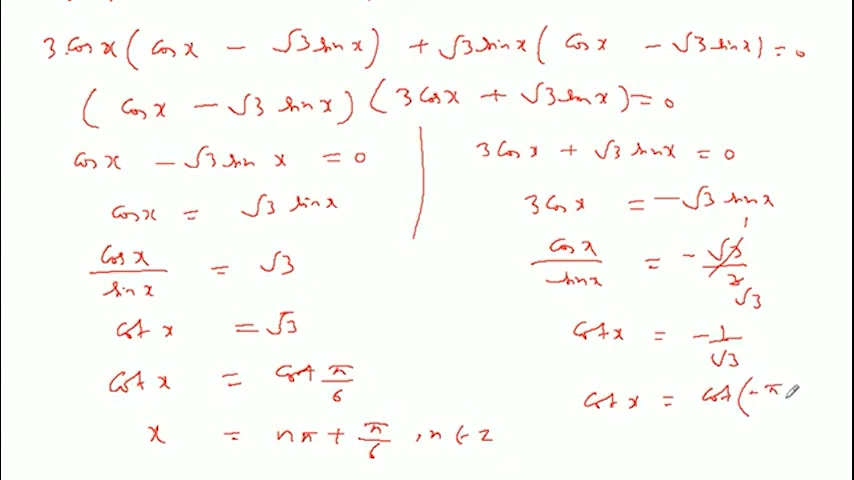 3.cos x ( cos x − √3 sin x ) + √3 sin x ( cos x − √3 sin x ) = 0
( cos x − √3 sin x ) ( 3 cos x + √3 sin x ) = 0
cos x − √3 sin x = 0
cos x = √3 sin x
cos x / sin x = √3
cot x = √3
cot x = cot π/6
x = nπ + π/6 , n ∈ Z
3 cos x + √3 sin x = 0
3 cos x = − √3 sin x
cos x / sin x = − √3 / 3
1
√3
cot x = − 1/√3
cot x = cot ( − π